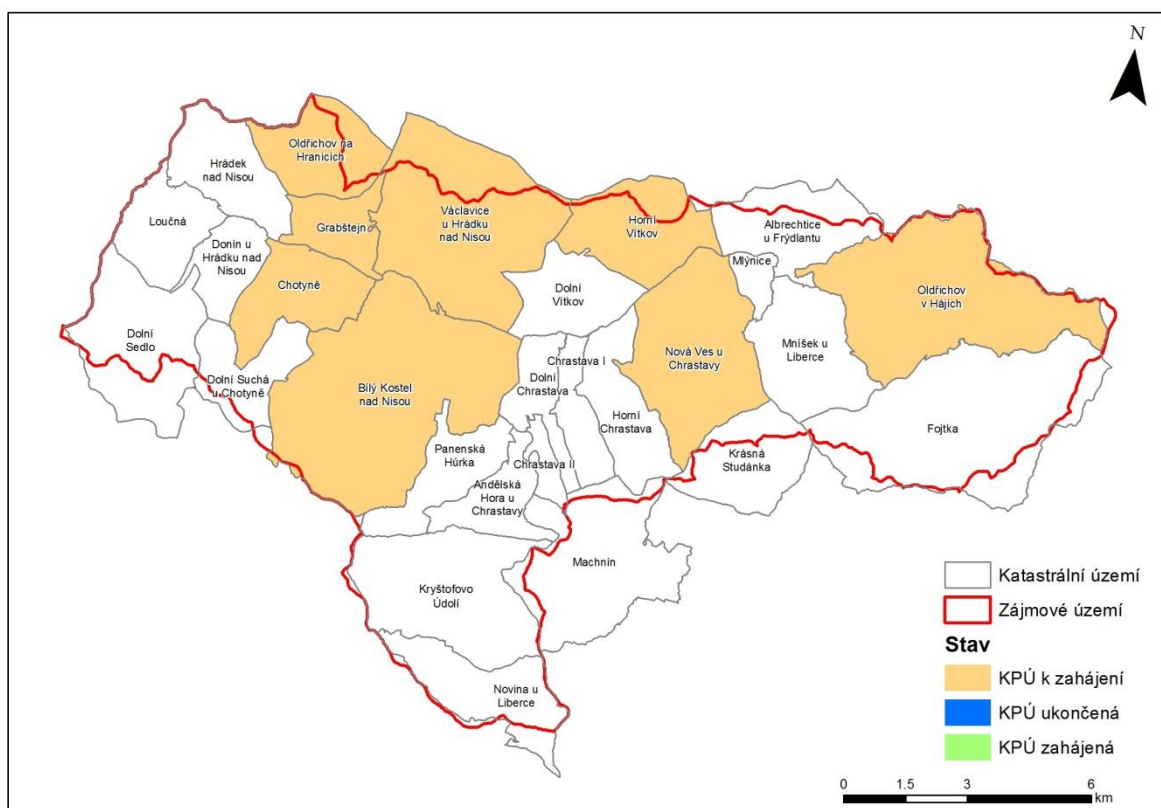 N
Oldřichov na
Hranicích
Hrádek
nad Nisou
Loučná
Grabštejn
Václavice
u Hrádku
nad Nisou
Horní
Vítkov
Albrechtice
u Frýdlantu
Donín u
Hrádku nad
Nisou
Mlýnice
Chotyně
Dolní
Vítkov
Oldřichov
v Hájích
Dolní
Sedlo
Nová Ves u
Chrastavy
Mníšek u
Liberce
Chrastava I
Dolní Suchá
u Chotyně
Bílý Kostel
nad Nisou
Dolní
Chrastava
Horní
Chrastava
Fojtka
Panenská
Hůrka
Chrastava II
Krásná
Studánka
Andělská
Hora u
Chrastavy
Machnín
Kryštofovo
Údolí
Novina u
Liberce
Katastrální území
Zájmové území
Stav
KPÚ k zahájení
KPÚ ukončená
KPÚ zahájená
0 1.5 3 6
km